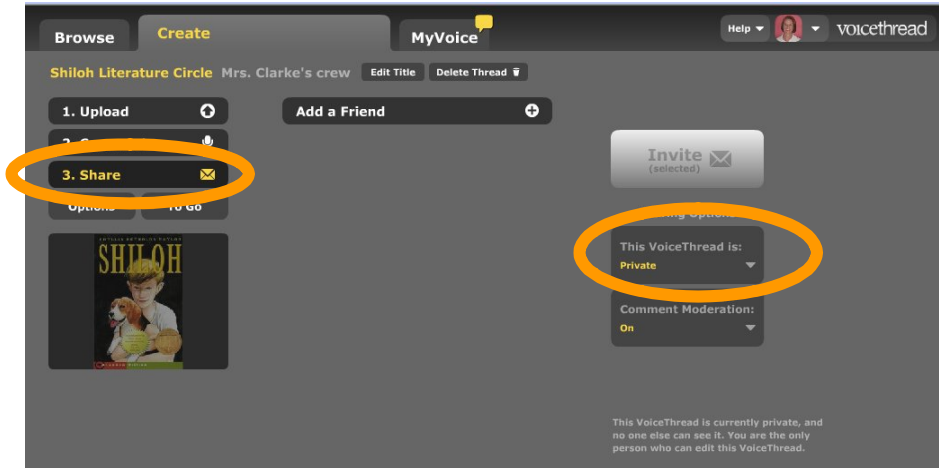 Browse
Create
MyVoice
Help
voicethread
Shiloh Literature Circle Mrs. Clarke's crew
Edit Title
Delete Thread
1. Upload
2.
3. Share
Options
To Go
Add a Friend
SHILOH
Invite
(selected)
Options
This VoiceThread is:
Private
Comment Moderation:
On
This VoiceThread is currently private, and
no one else can see it. You are the only
person who can edit this VoiceThread.